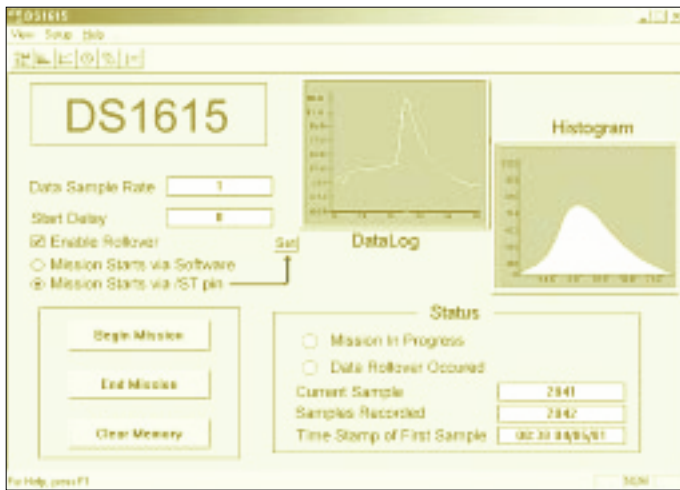 DS1615
View Setup Help
DS1615
Data Sample Rate 1
Start Delay 0
Enable Rollover
Mission Starts via Software
Mission Starts via /ST pin
Set
DataLog
Histogram
Begin Mission
End Mission
Clear Memory
Status
Mission In Progress
Data Rollover Occured
Current Sample 2041
Samples Recorded 2042
Time Stamp of First Sample
For Help, press F1
NUM